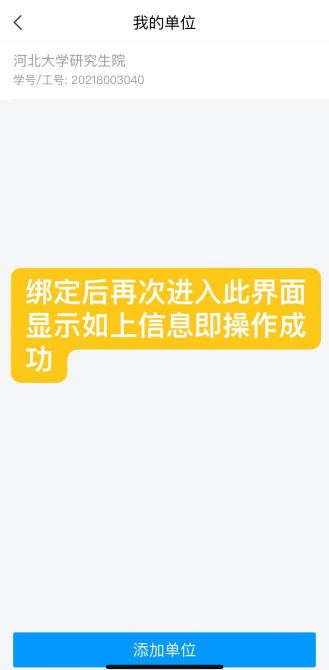 我的单位
河北大学研究生院
学号/工号: 20218003040
绑定后再次进入此界面
显示如上信息即操作成
功
添加单位